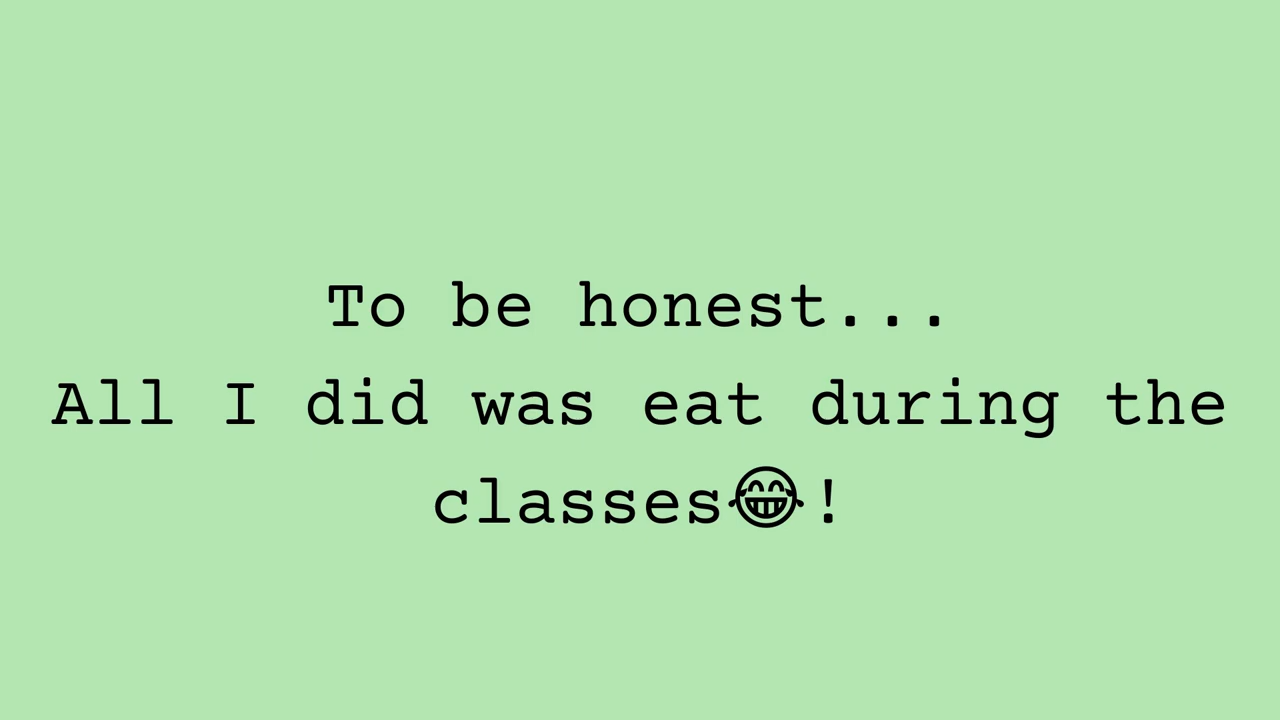 To be honest...
All I did was eat during the
classes😂!